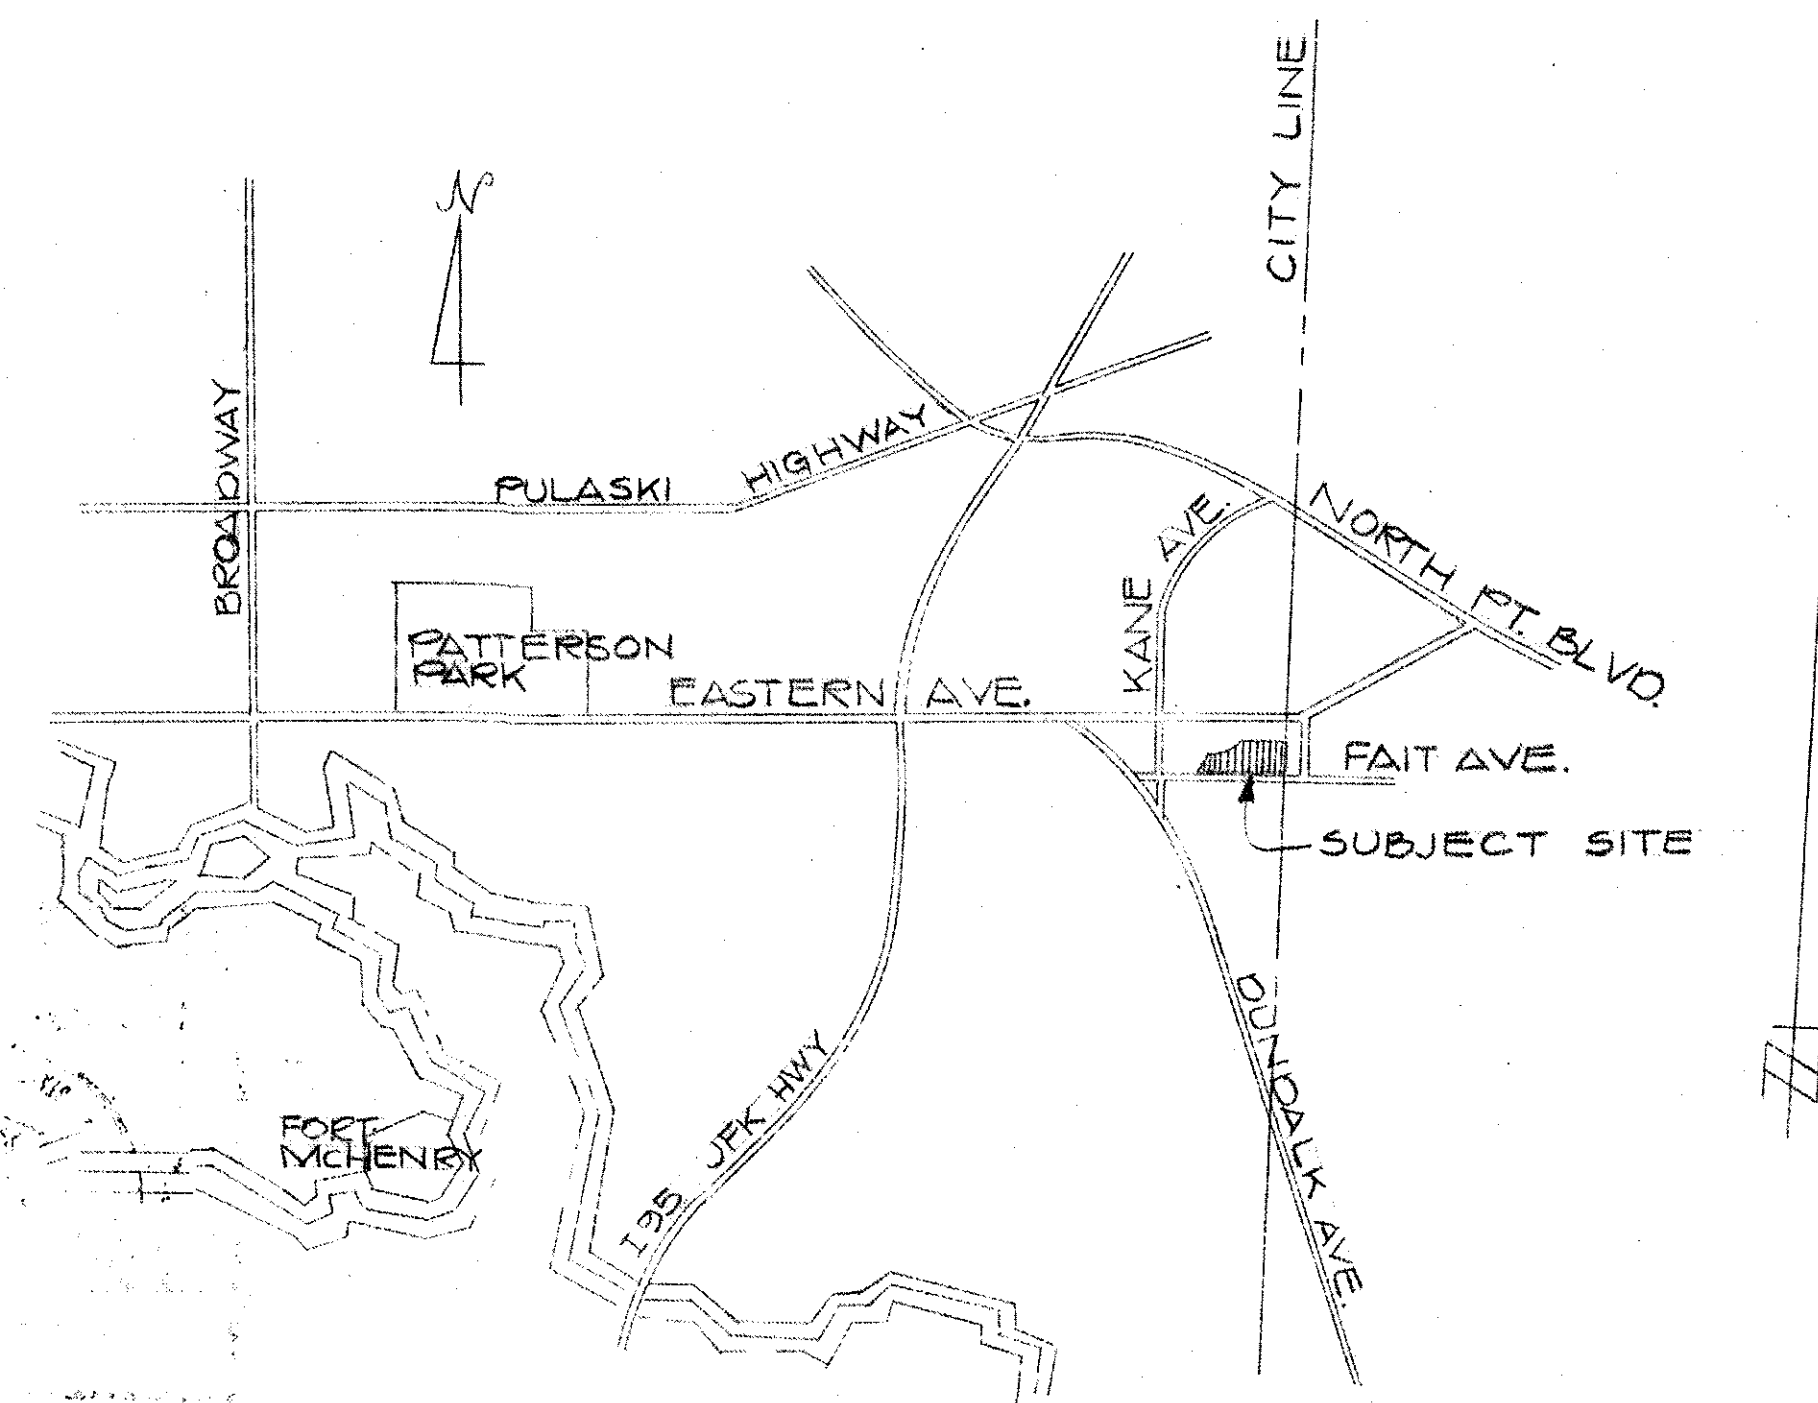 CITY LINE
N
BROADWAY
PULASKI HIGHWAY
KANE AVE.
NORTH PT. BLVD.
PATTERSON
PARK
EASTERN AVE.
FAIT AVE.
SUBJECT SITE
DUNDALK AVE.
I 95 JFK HWY
FORT
MCHENRY